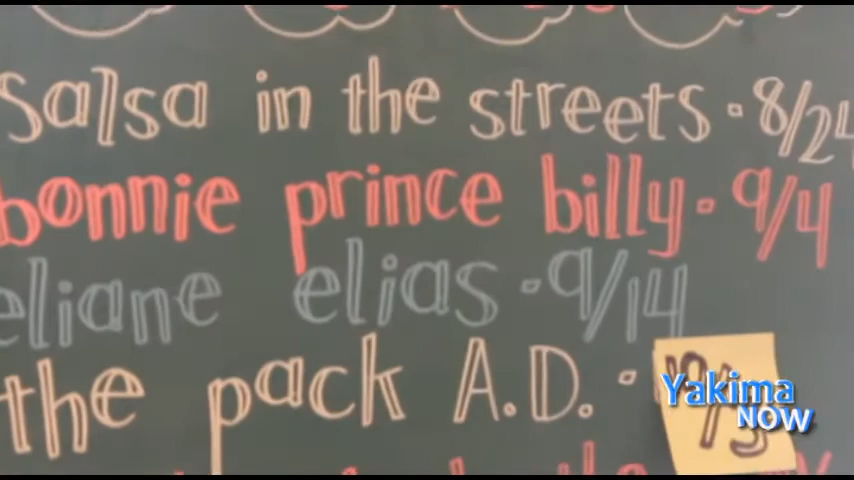 salsa in the streets · 8/24
bonnie prince billy · 9/4
eliane elias · 9/14
the pack A.D. ·
Yakima
NOW